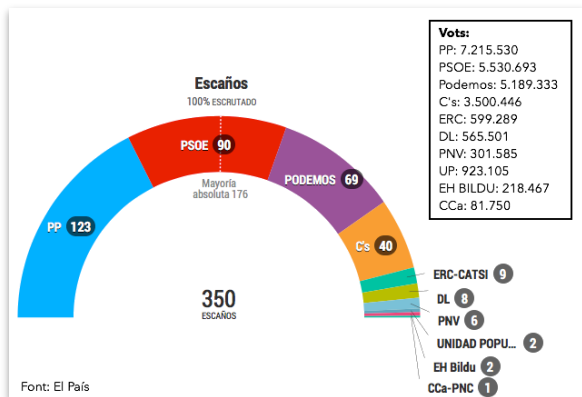 Vots:
PP: 7.215.530
PSOE: 5.530.693
Podemos: 5.189.333
C's: 3.500.446
ERC: 599.289
DL: 565.501
PNV: 301.585
UP: 923.105
EH BILDU: 218.467
CCa: 81.750
Escaños
100% ESCRUTADO
PSOE 90
Mayoría
absoluta 176
PODEMOS 69
PP 123
C's 40
ERC-CATSI 9
DL 8
PNV 6
UNIDAD POPU... 2
EH Bildu 2
CCa-PNC 1
350
ESCAÑOS
Font: El País